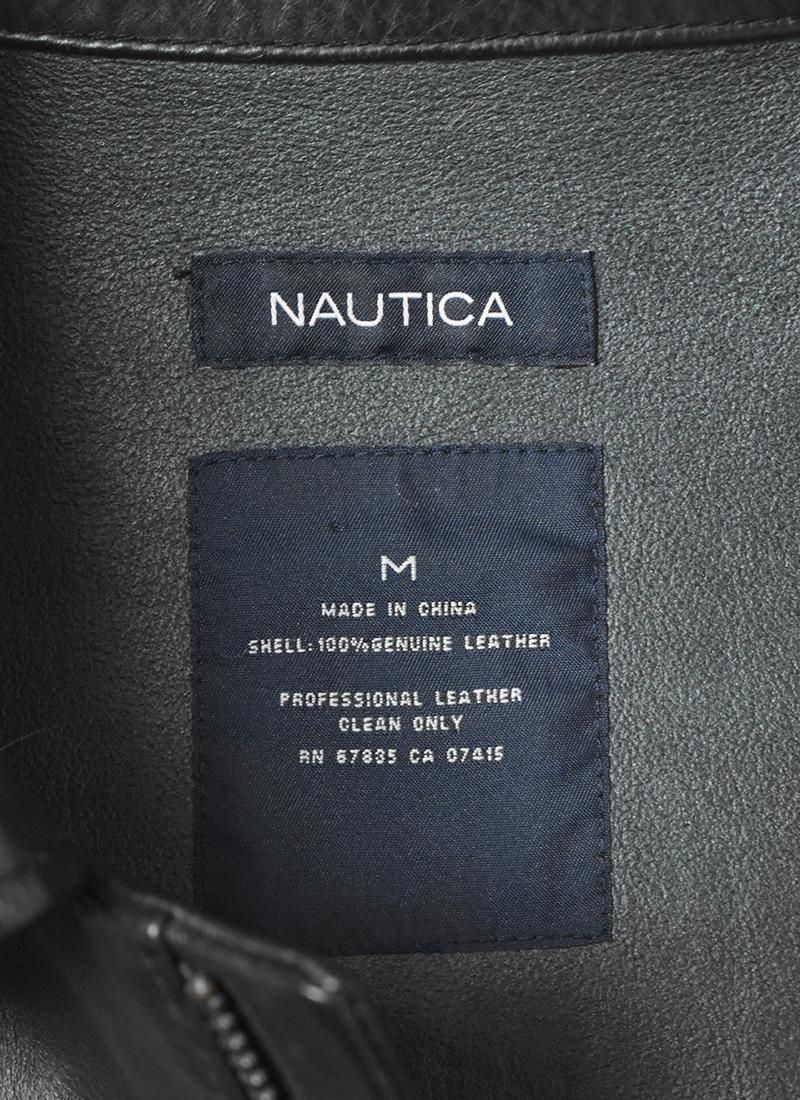 NAUTICA
M
MADE IN CHINA
SHELL:100%GENUINE LEATHER
PROFESSIONAL LEATHER
CLEAN ONLY
RN 67835 CA 07415